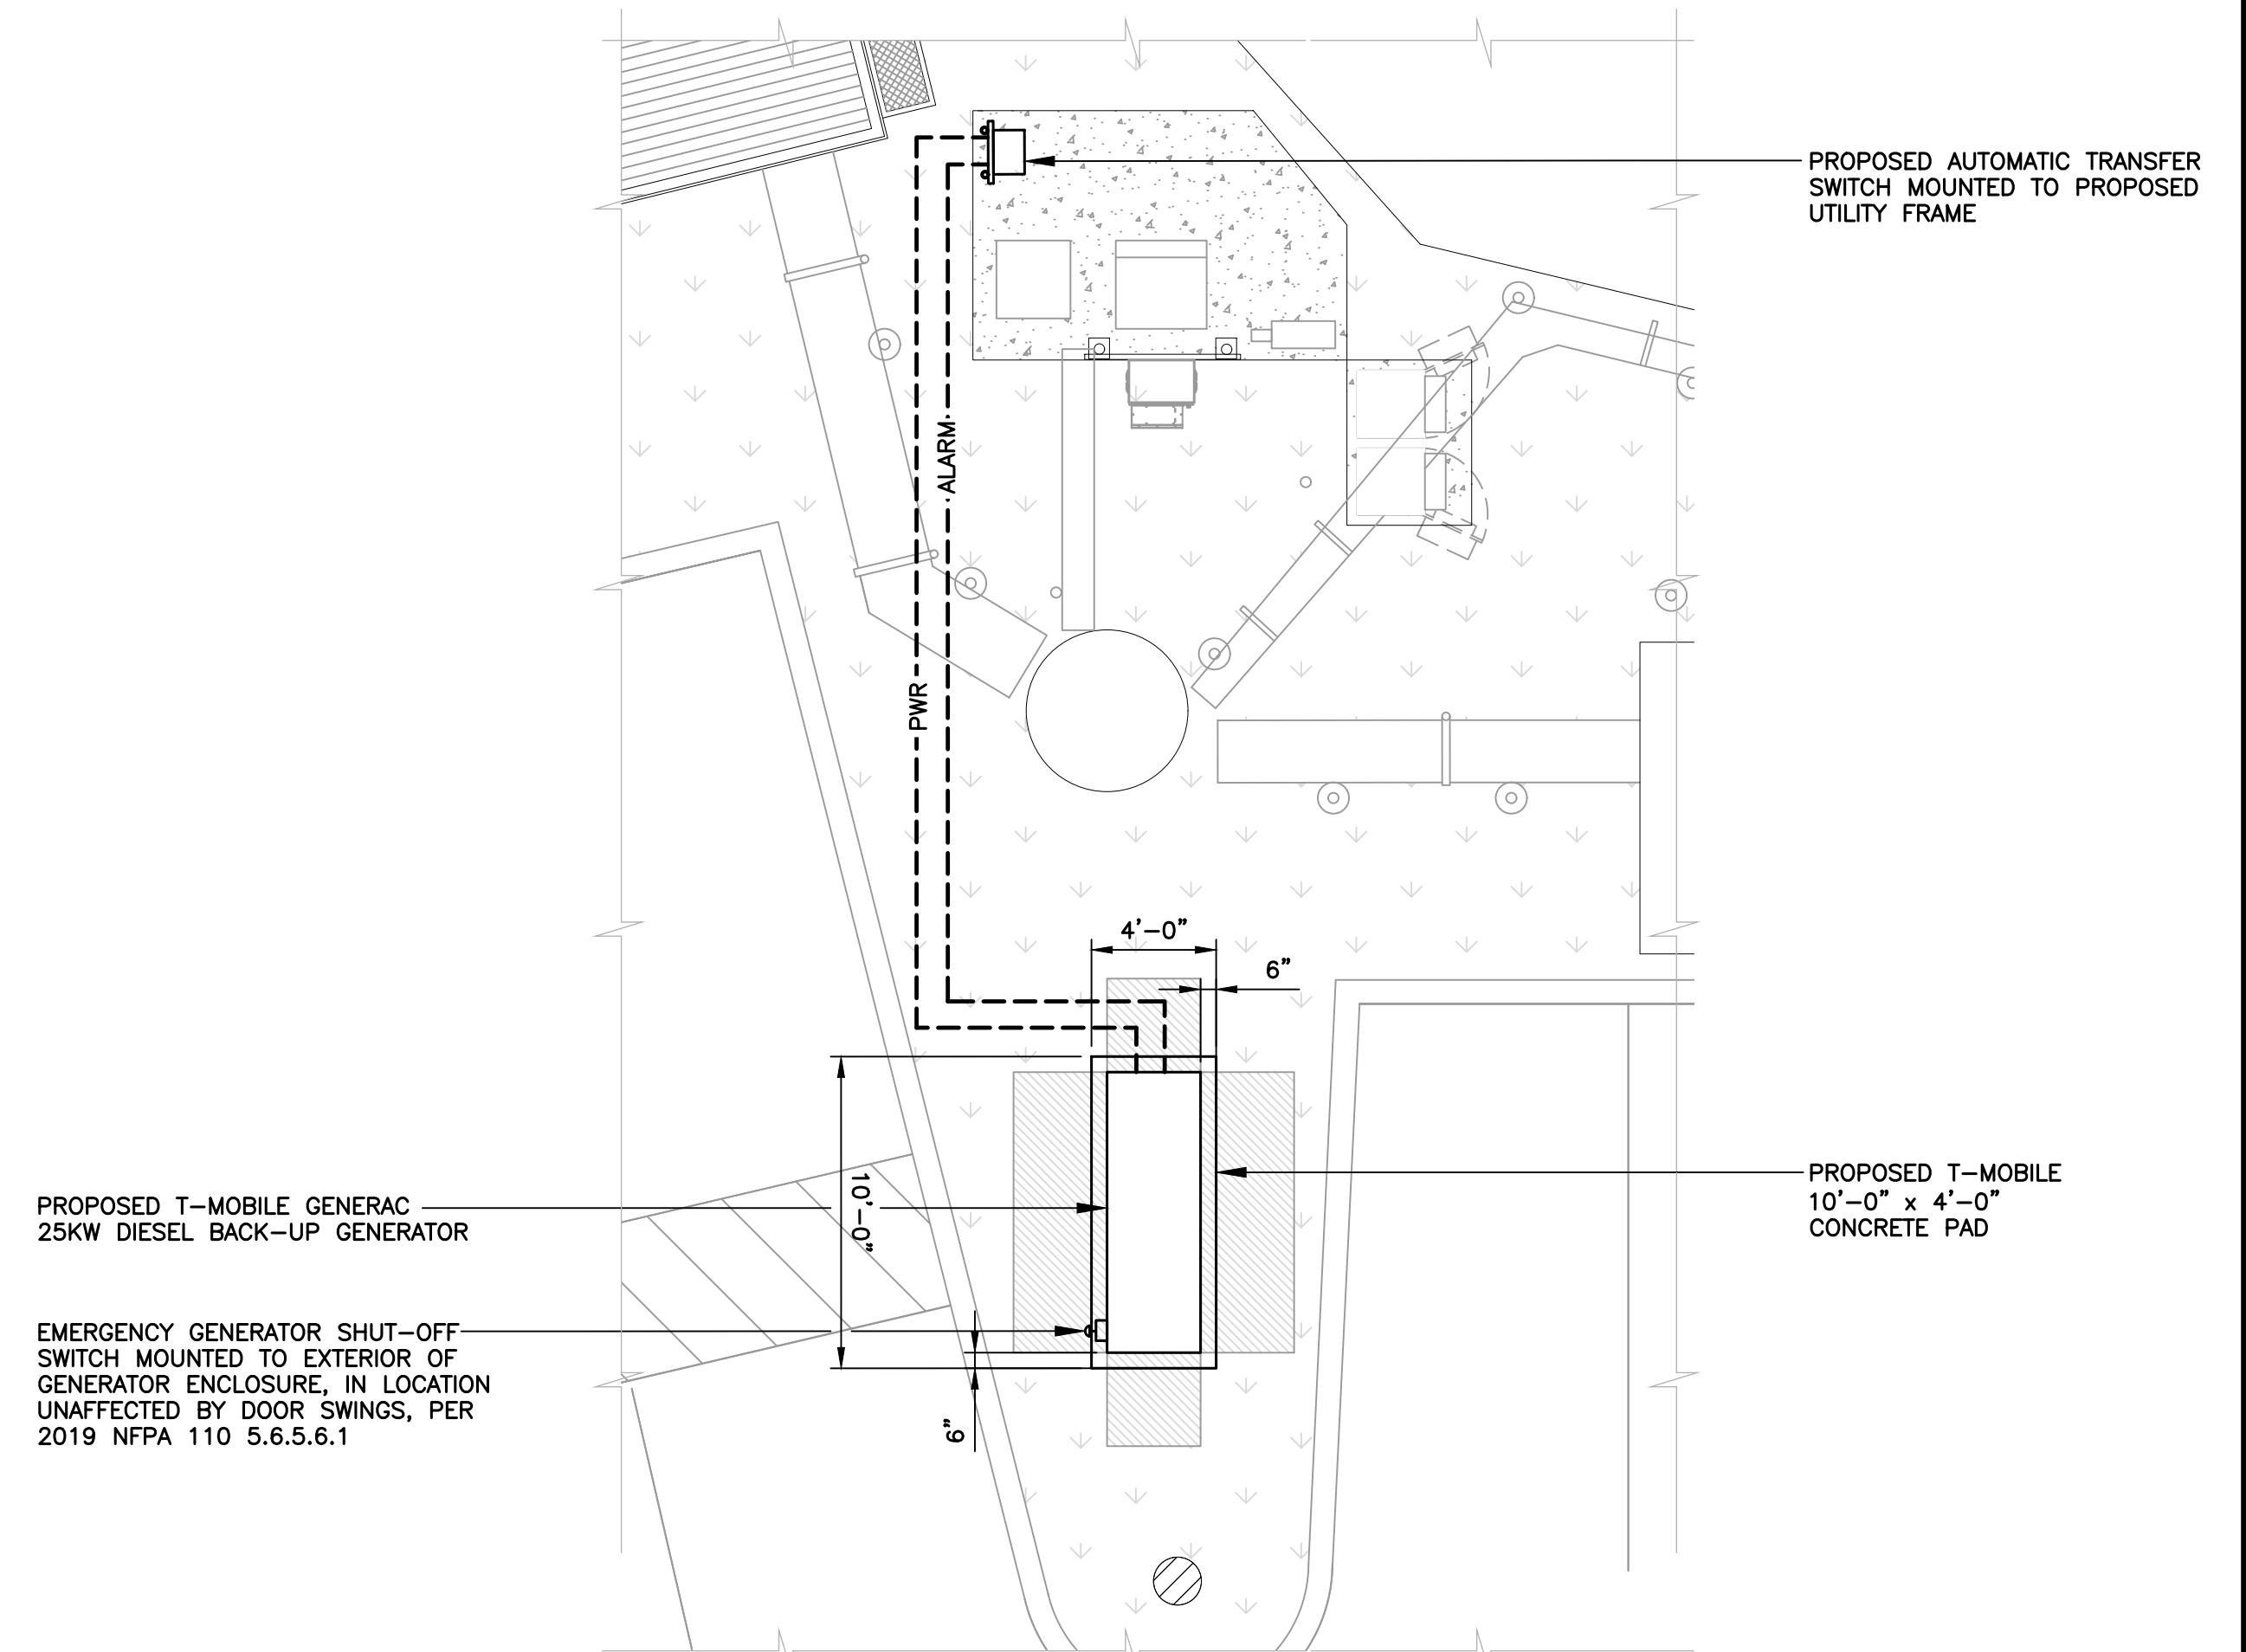 PROPOSED AUTOMATIC TRANSFER
SWITCH MOUNTED TO PROPOSED
UTILITY FRAME
ALARM
PWR
4'-0"
6"
10'-0"
6"
PROPOSED T-MOBILE GENERAC
25KW DIESEL BACK-UP GENERATOR
EMERGENCY GENERATOR SHUT-OFF
SWITCH MOUNTED TO EXTERIOR OF
GENERATOR ENCLOSURE, IN LOCATION
UNAFFECTED BY DOOR SWINGS, PER
2019 NFPA 110 5.6.5.6.1
PROPOSED T-MOBILE
10'-0" x 4'-0"
CONCRETE PAD